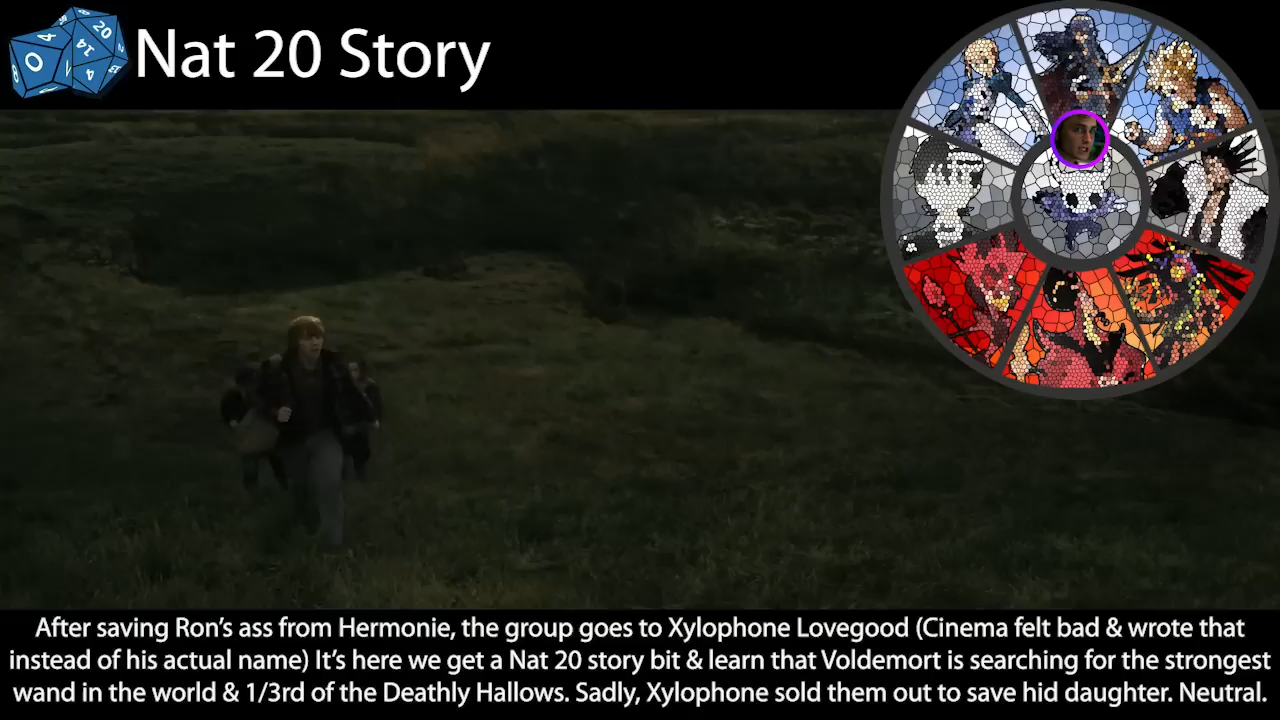 Nat 20 Story
After saving Ron's ass from Hermonie, the group goes to Xylophone Lovegood (Cinema felt bad & wrote that
instead of his actual name) It's here we get a Nat 20 story bit & learn that Voldemort is searching for the strongest
wand in the world & 1/3rd of the Deathly Hallows. Sadly, Xylophone sold them out to save hid daughter. Neutral.